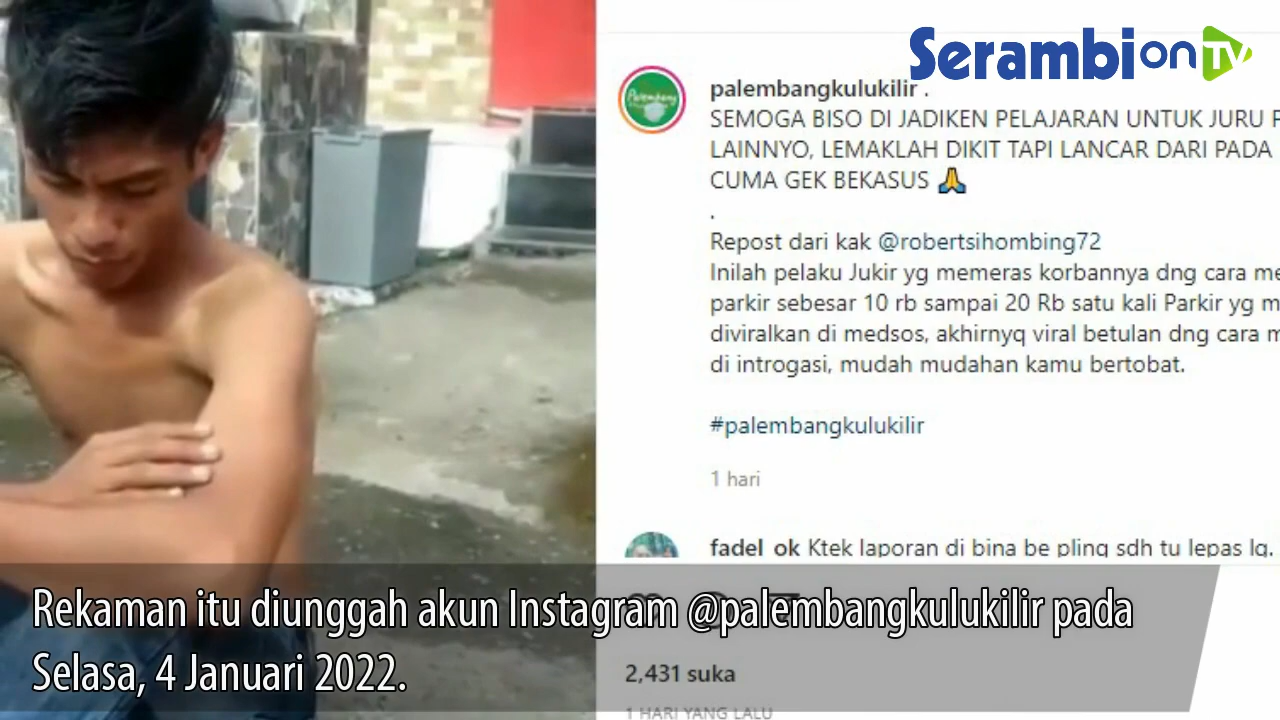 Serambi on TV
palembangkulukilir .
SEMOGA BISO DI JADIKEN PELAJARAN UNTUK JURU
LAINNYO, LEMAKLAH DIKIT TAPI LANCAR DARI PADA
CUMA GEK BEKASUS 🙏
.
Repost dari kak @robertsihombing72
Inilah pelaku Jukir yg memeras korbannya dng cara
parkir sebesar 10 rb sampai 20 Rb satu kali Parkir yg
diviralkan di medsos, akhirnyq viral betulan dng cara
di introgasi, mudah mudahan kamu bertobat.
#palembangkulukilir
1 hari
fadel_ok Ktek laporan di bina be pling sdh tu lepas lg.
Rekaman itu diunggah akun Instagram @palembangkulukilir pada
Selasa, 4 Januari 2022.
2,431 suka
1 HARI YANG LALU